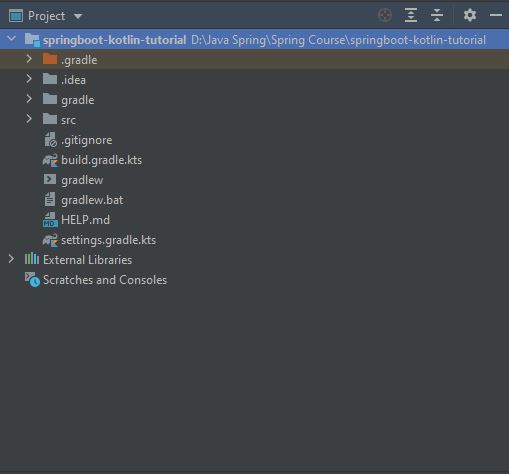 Project
springboot-kotlin-tutorial D:\Java Spring\Spring Course\springboot-kotlin-tutorial
.gradle
.idea
gradle
src
.gitignore
build.gradle.kts
gradlew
gradlew.bat
MD HELP.md
settings.gradle.kts
External Libraries
Scratches and Consoles